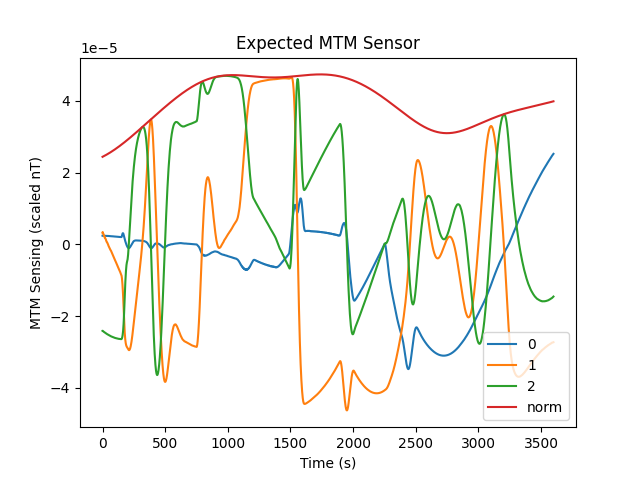 Expected MTM Sensor
1e−5
MTM Sensing (scaled nT)
4
2
0
−2
−4
0 500 1000 1500 2000 2500 3000 3500
Time (s)
0
1
2
norm